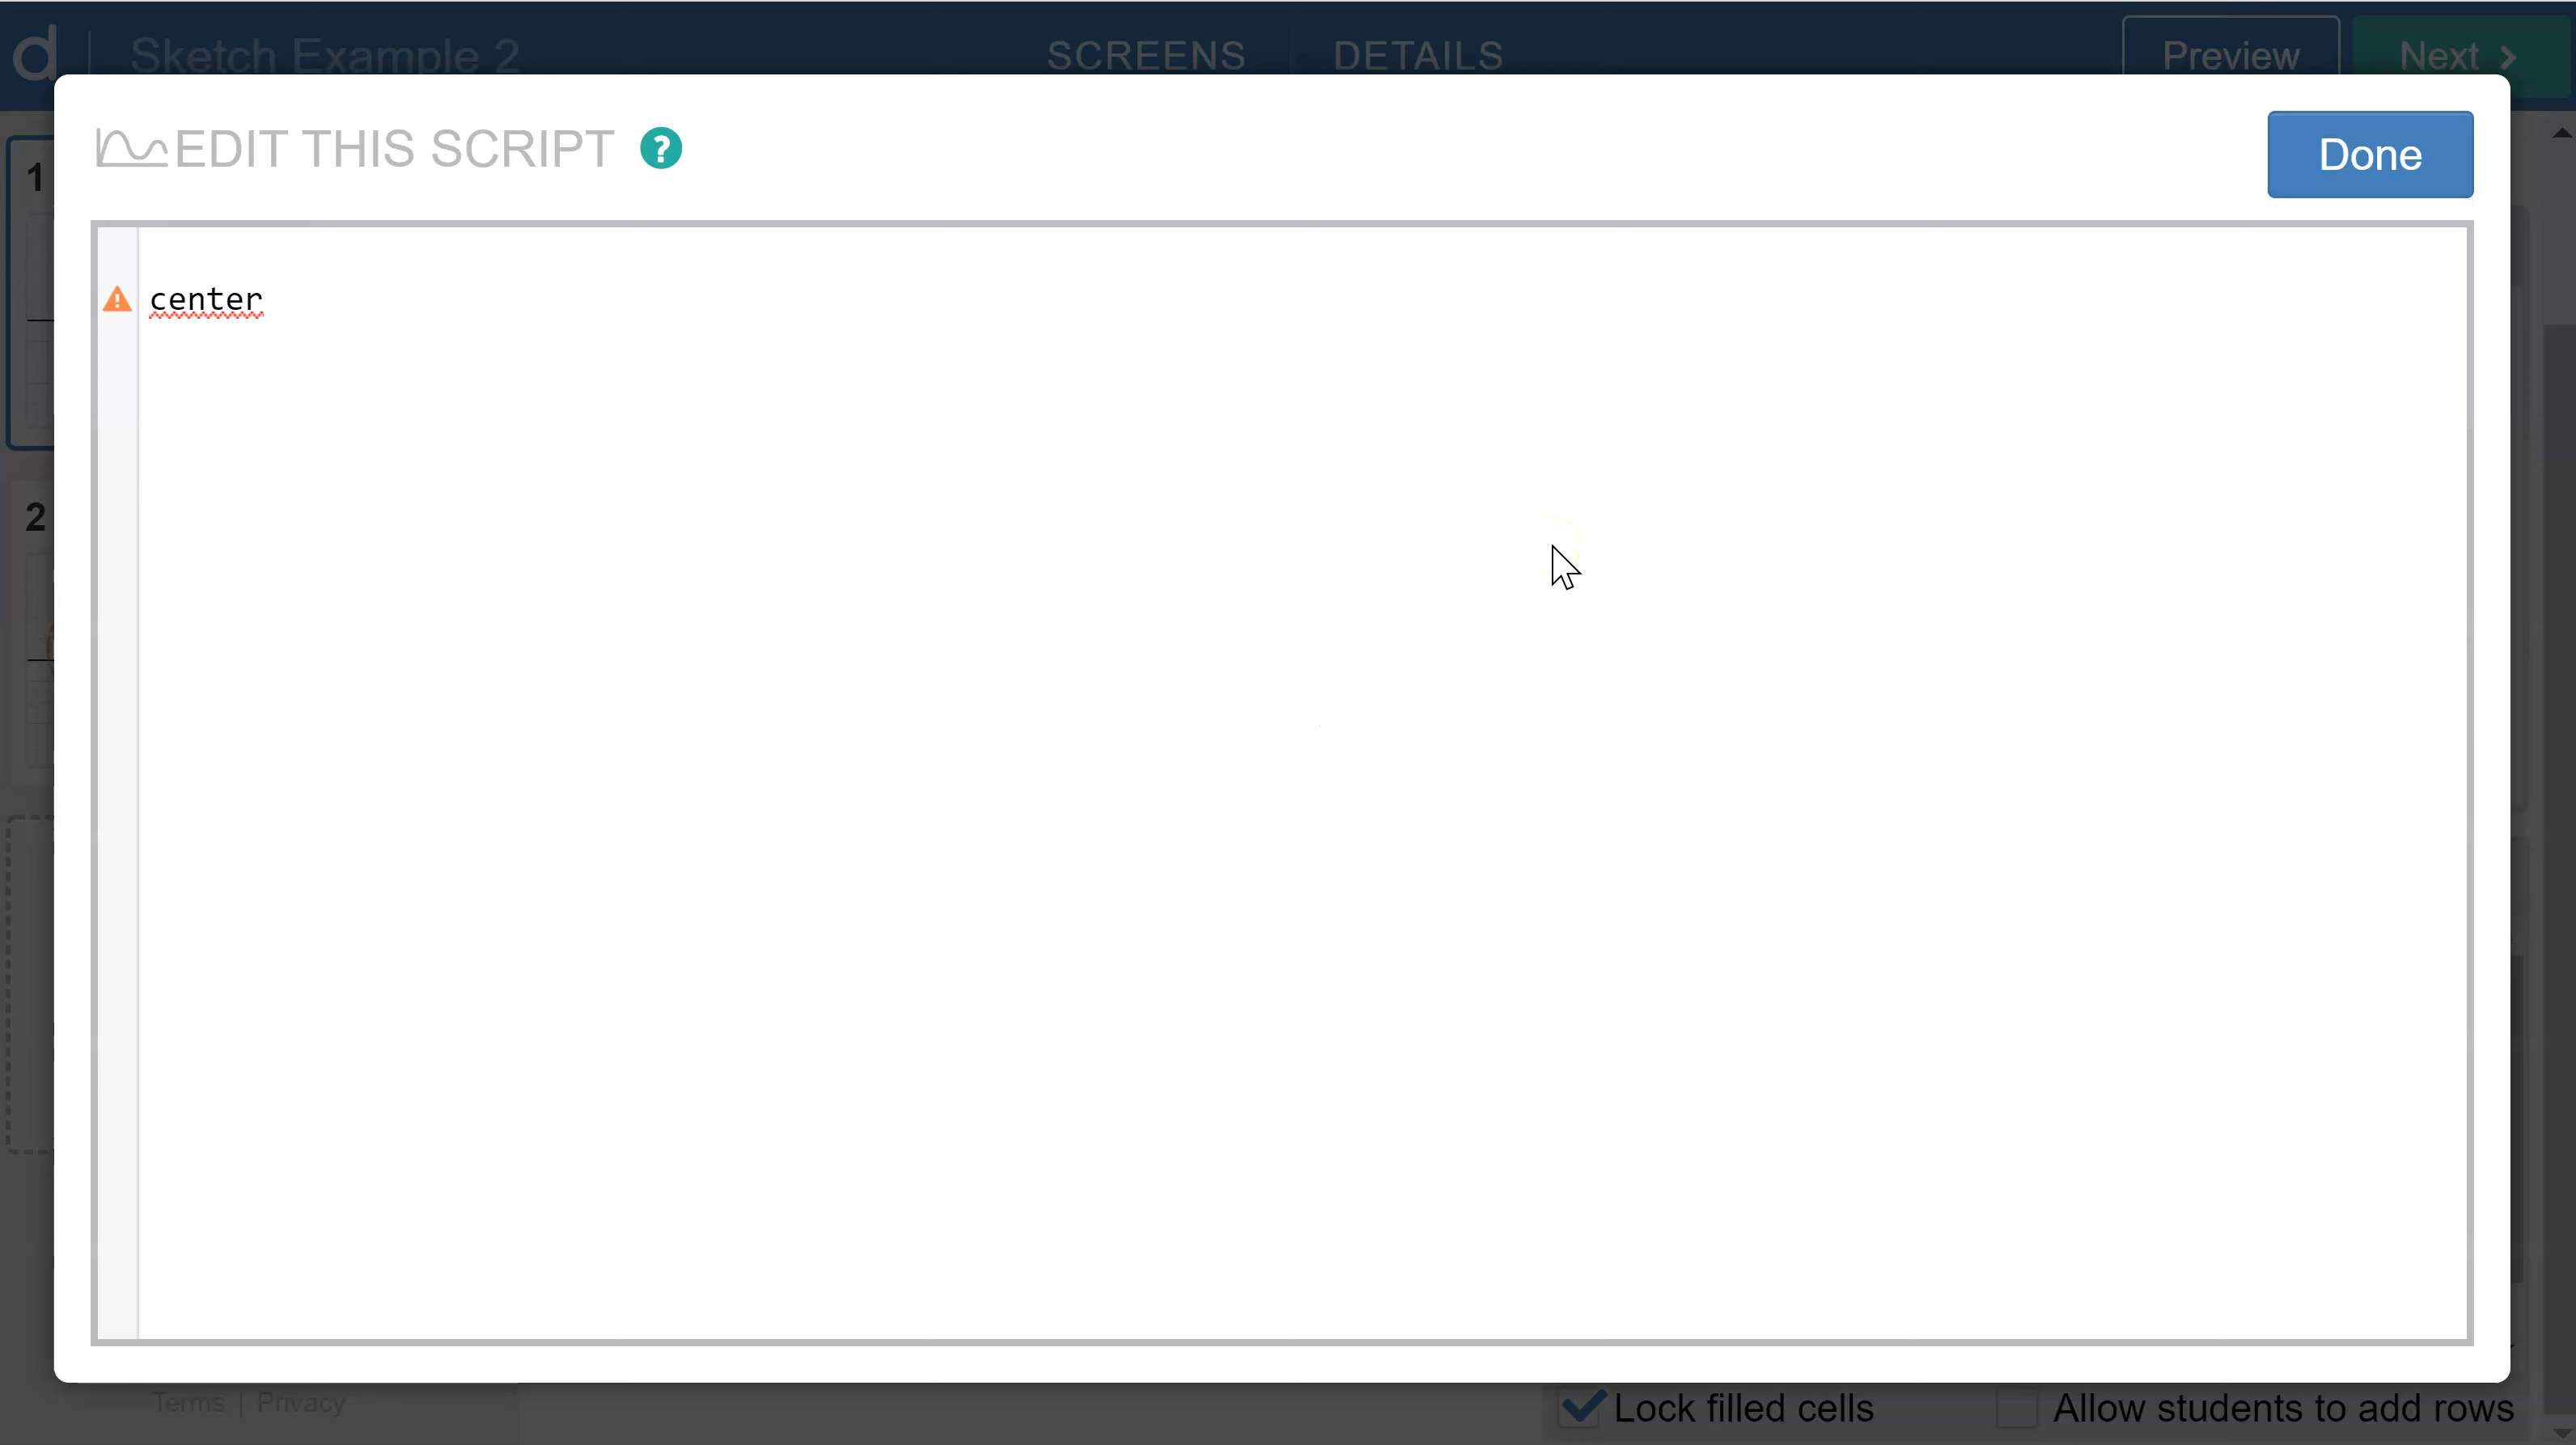 d
Sketch Example 2
SCREENS
DETAILS
Preview
Next
EDIT THIS SCRIPT ?
Done
1
center
2
Terms | Privacy
Lock filled cells
Allow students to add rows